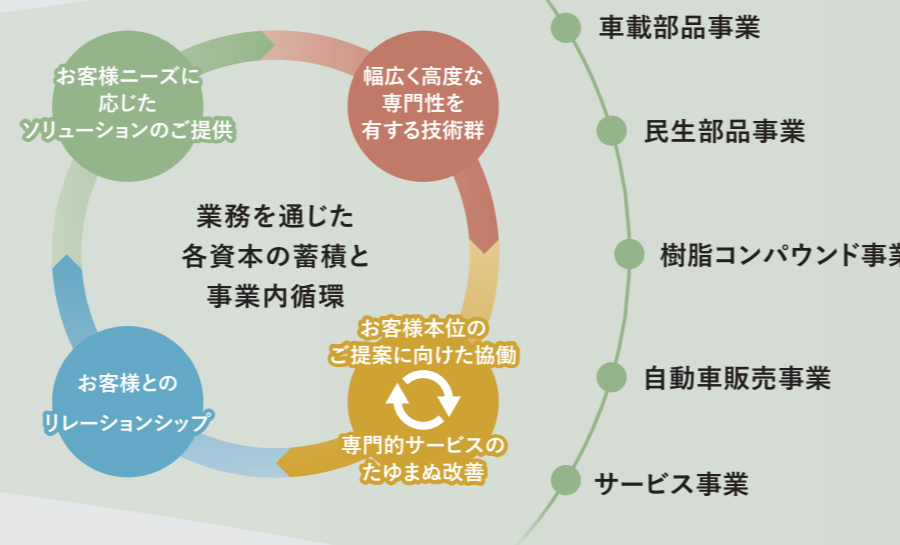 お客様ニーズに
応じた
ソリューションのご提供
幅広く高度な
専門性を
有する技術群
業務を通じた
各資本の蓄積と
事業内循環
お客様との
リレーションシップ
お客様本位の
ご提案に向けた協働
専門的サービスの
たゆまぬ改善
車載部品事業
民生部品事業
樹脂コンパウンド事業
自動車販売事業
サービス事業